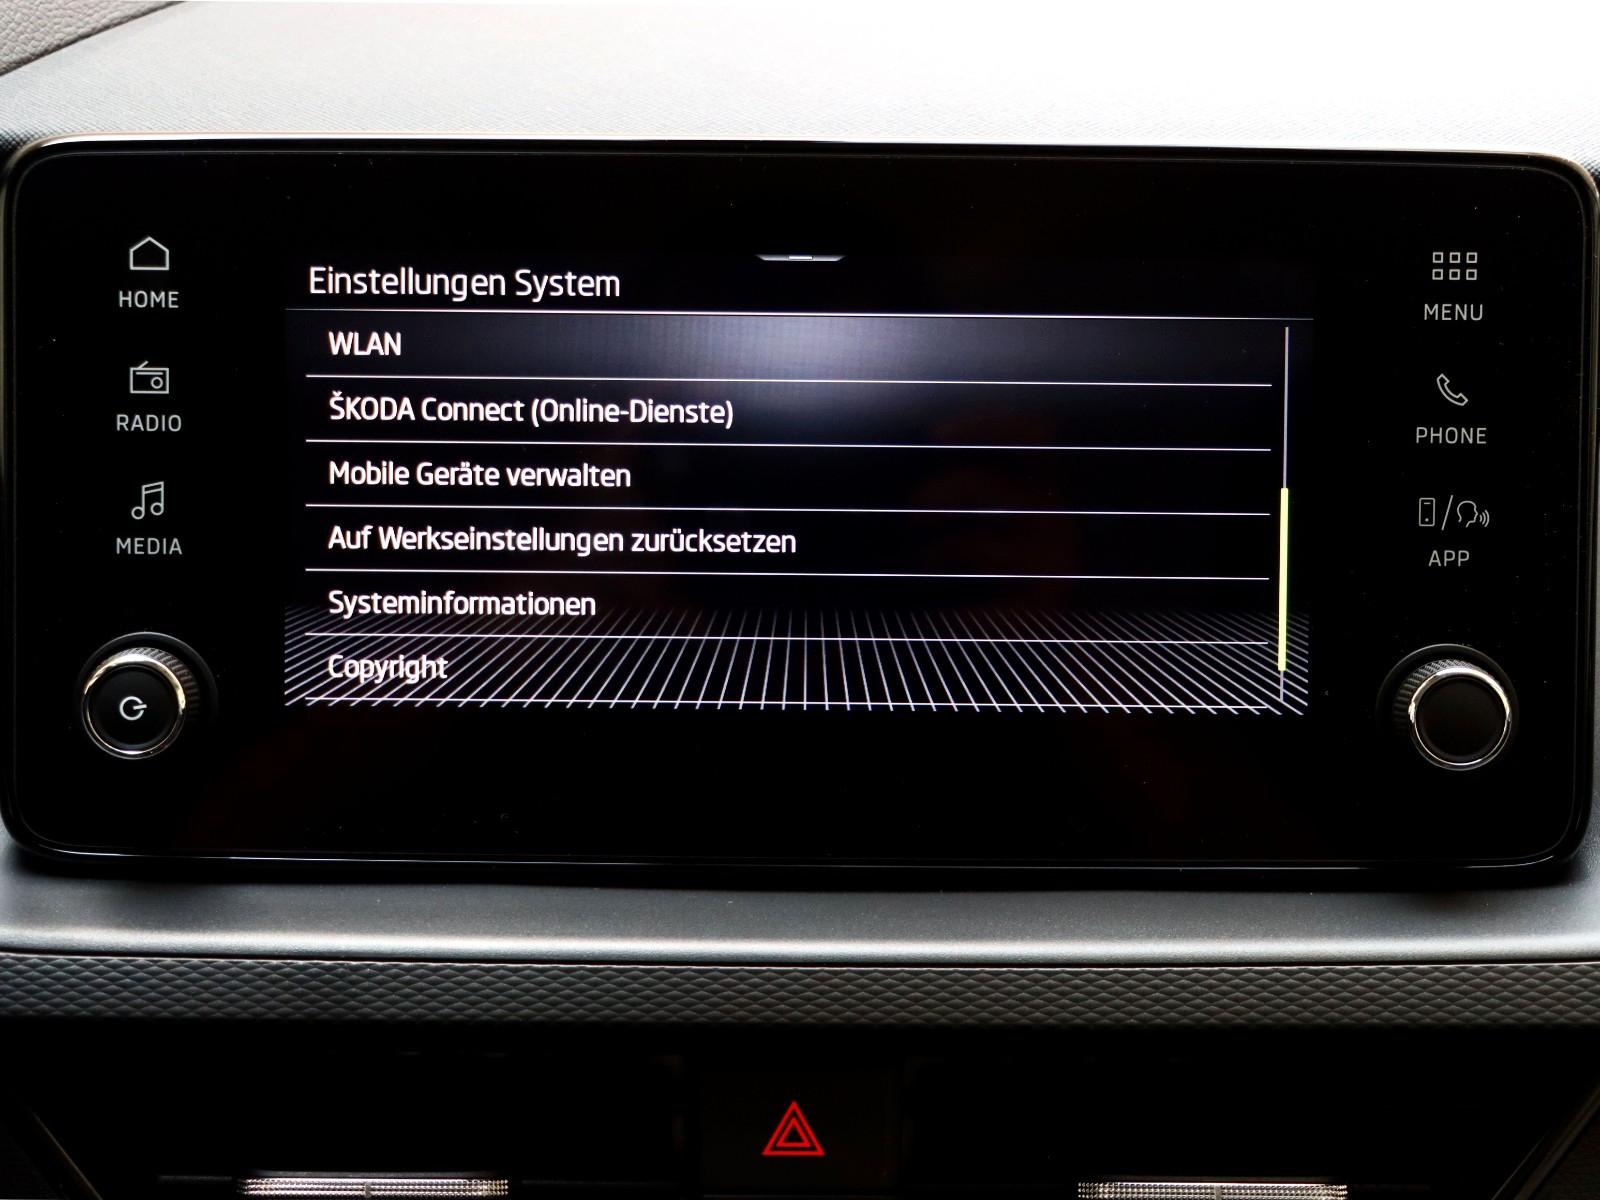 HOME
RADIO
MEDIA
Einstellungen System
WLAN
ŠKODA Connect (Online-Dienste)
Mobile Geräte verwalten
Auf Werkseinstellungen zurücksetzen
Systeminformationen
Copyright
MENU
PHONE
APP